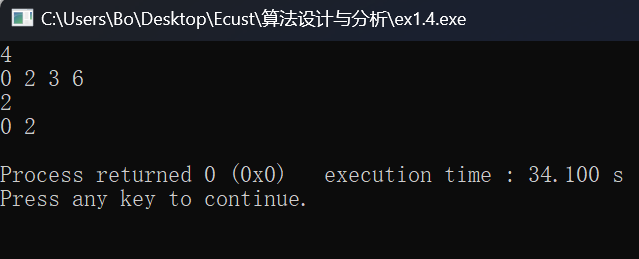 C:\Users\Bo\Desktop\Ecust\算法设计与分析\ex1.4.exe
4
0 2 3 6
2
0 2

Process returned 0 (0x0)   execution time : 34.100 s
Press any key to continue.